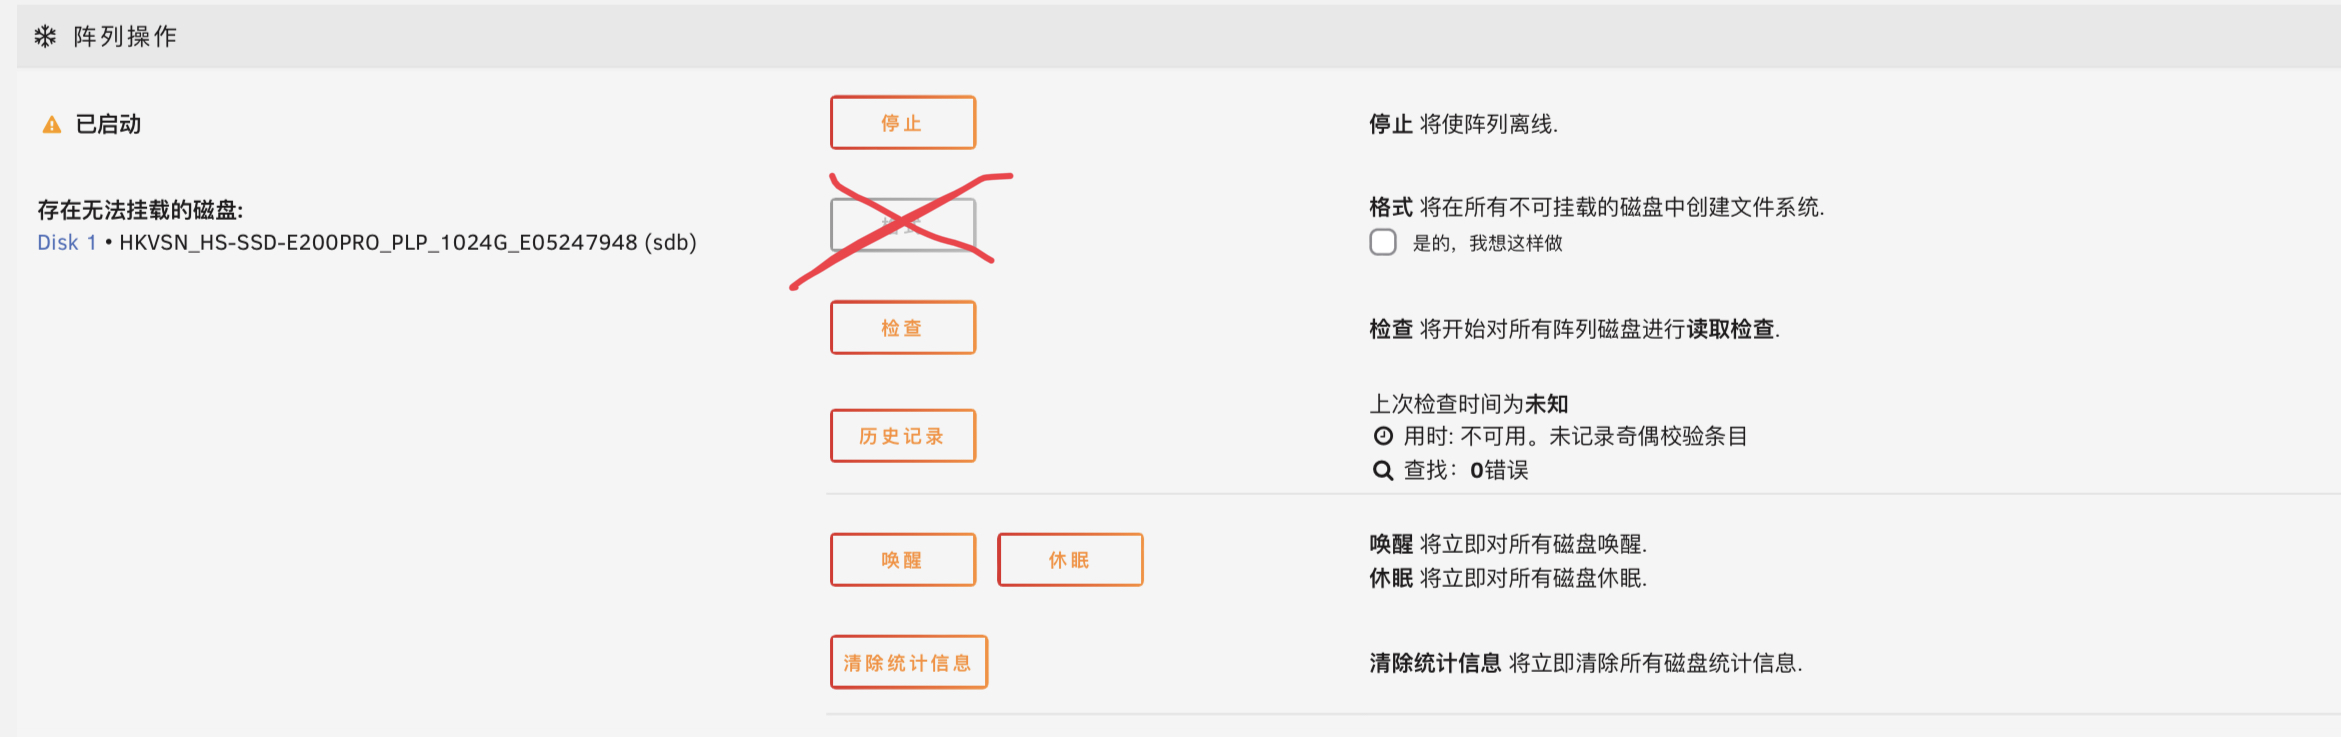 阵列操作
已启动
停止
停止 将使阵列离线.
存在无法挂载的磁盘:
Disk 1 • HKVSN_HS-SSD-E200PRO_PLP_1024G_E05247948 (sdb)
格式 将在所有不可挂载的磁盘中创建文件系统.
是的，我想这样做
检查
检查 将开始对所有阵列磁盘进行读取检查.
历史记录
上次检查时间为未知
用时: 不可用。未记录奇偶校验条目
查找：0错误
唤醒
休眠
唤醒 将立即对所有磁盘唤醒.
休眠 将立即对所有磁盘休眠.
清除统计信息
清除统计信息 将立即清除所有磁盘统计信息.